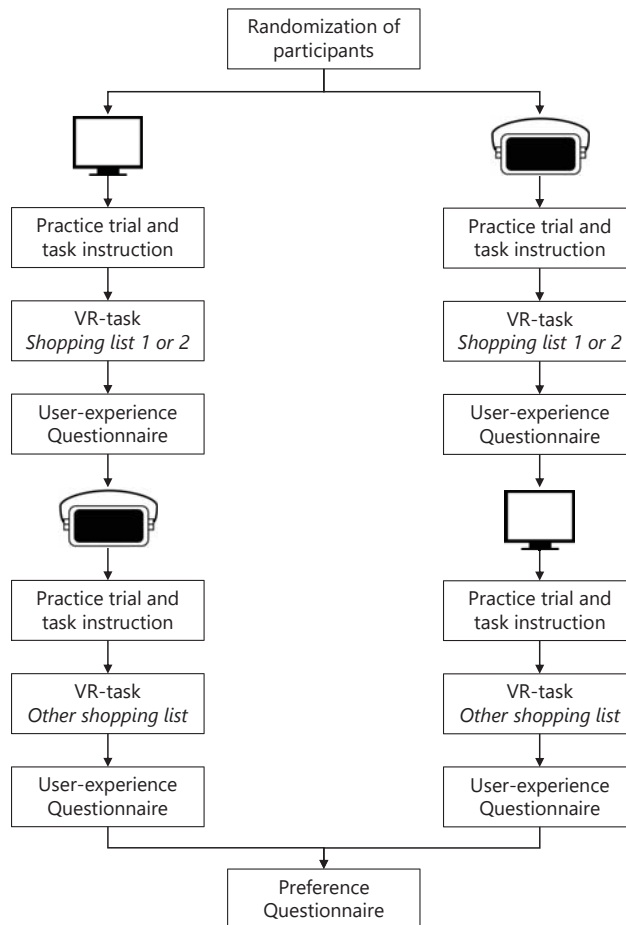 Randomization of
participants
Practice trial and
task instruction
VR-task
Shopping list 1 or 2
User-experience
Questionnaire
Practice trial and
task instruction
VR-task
Other shopping list
User-experience
Questionnaire
Practice trial and
task instruction
VR-task
Shopping list 1 or 2
User-experience
Questionnaire
Practice trial and
task instruction
VR-task
Other shopping list
User-experience
Questionnaire
Preference
Questionnaire